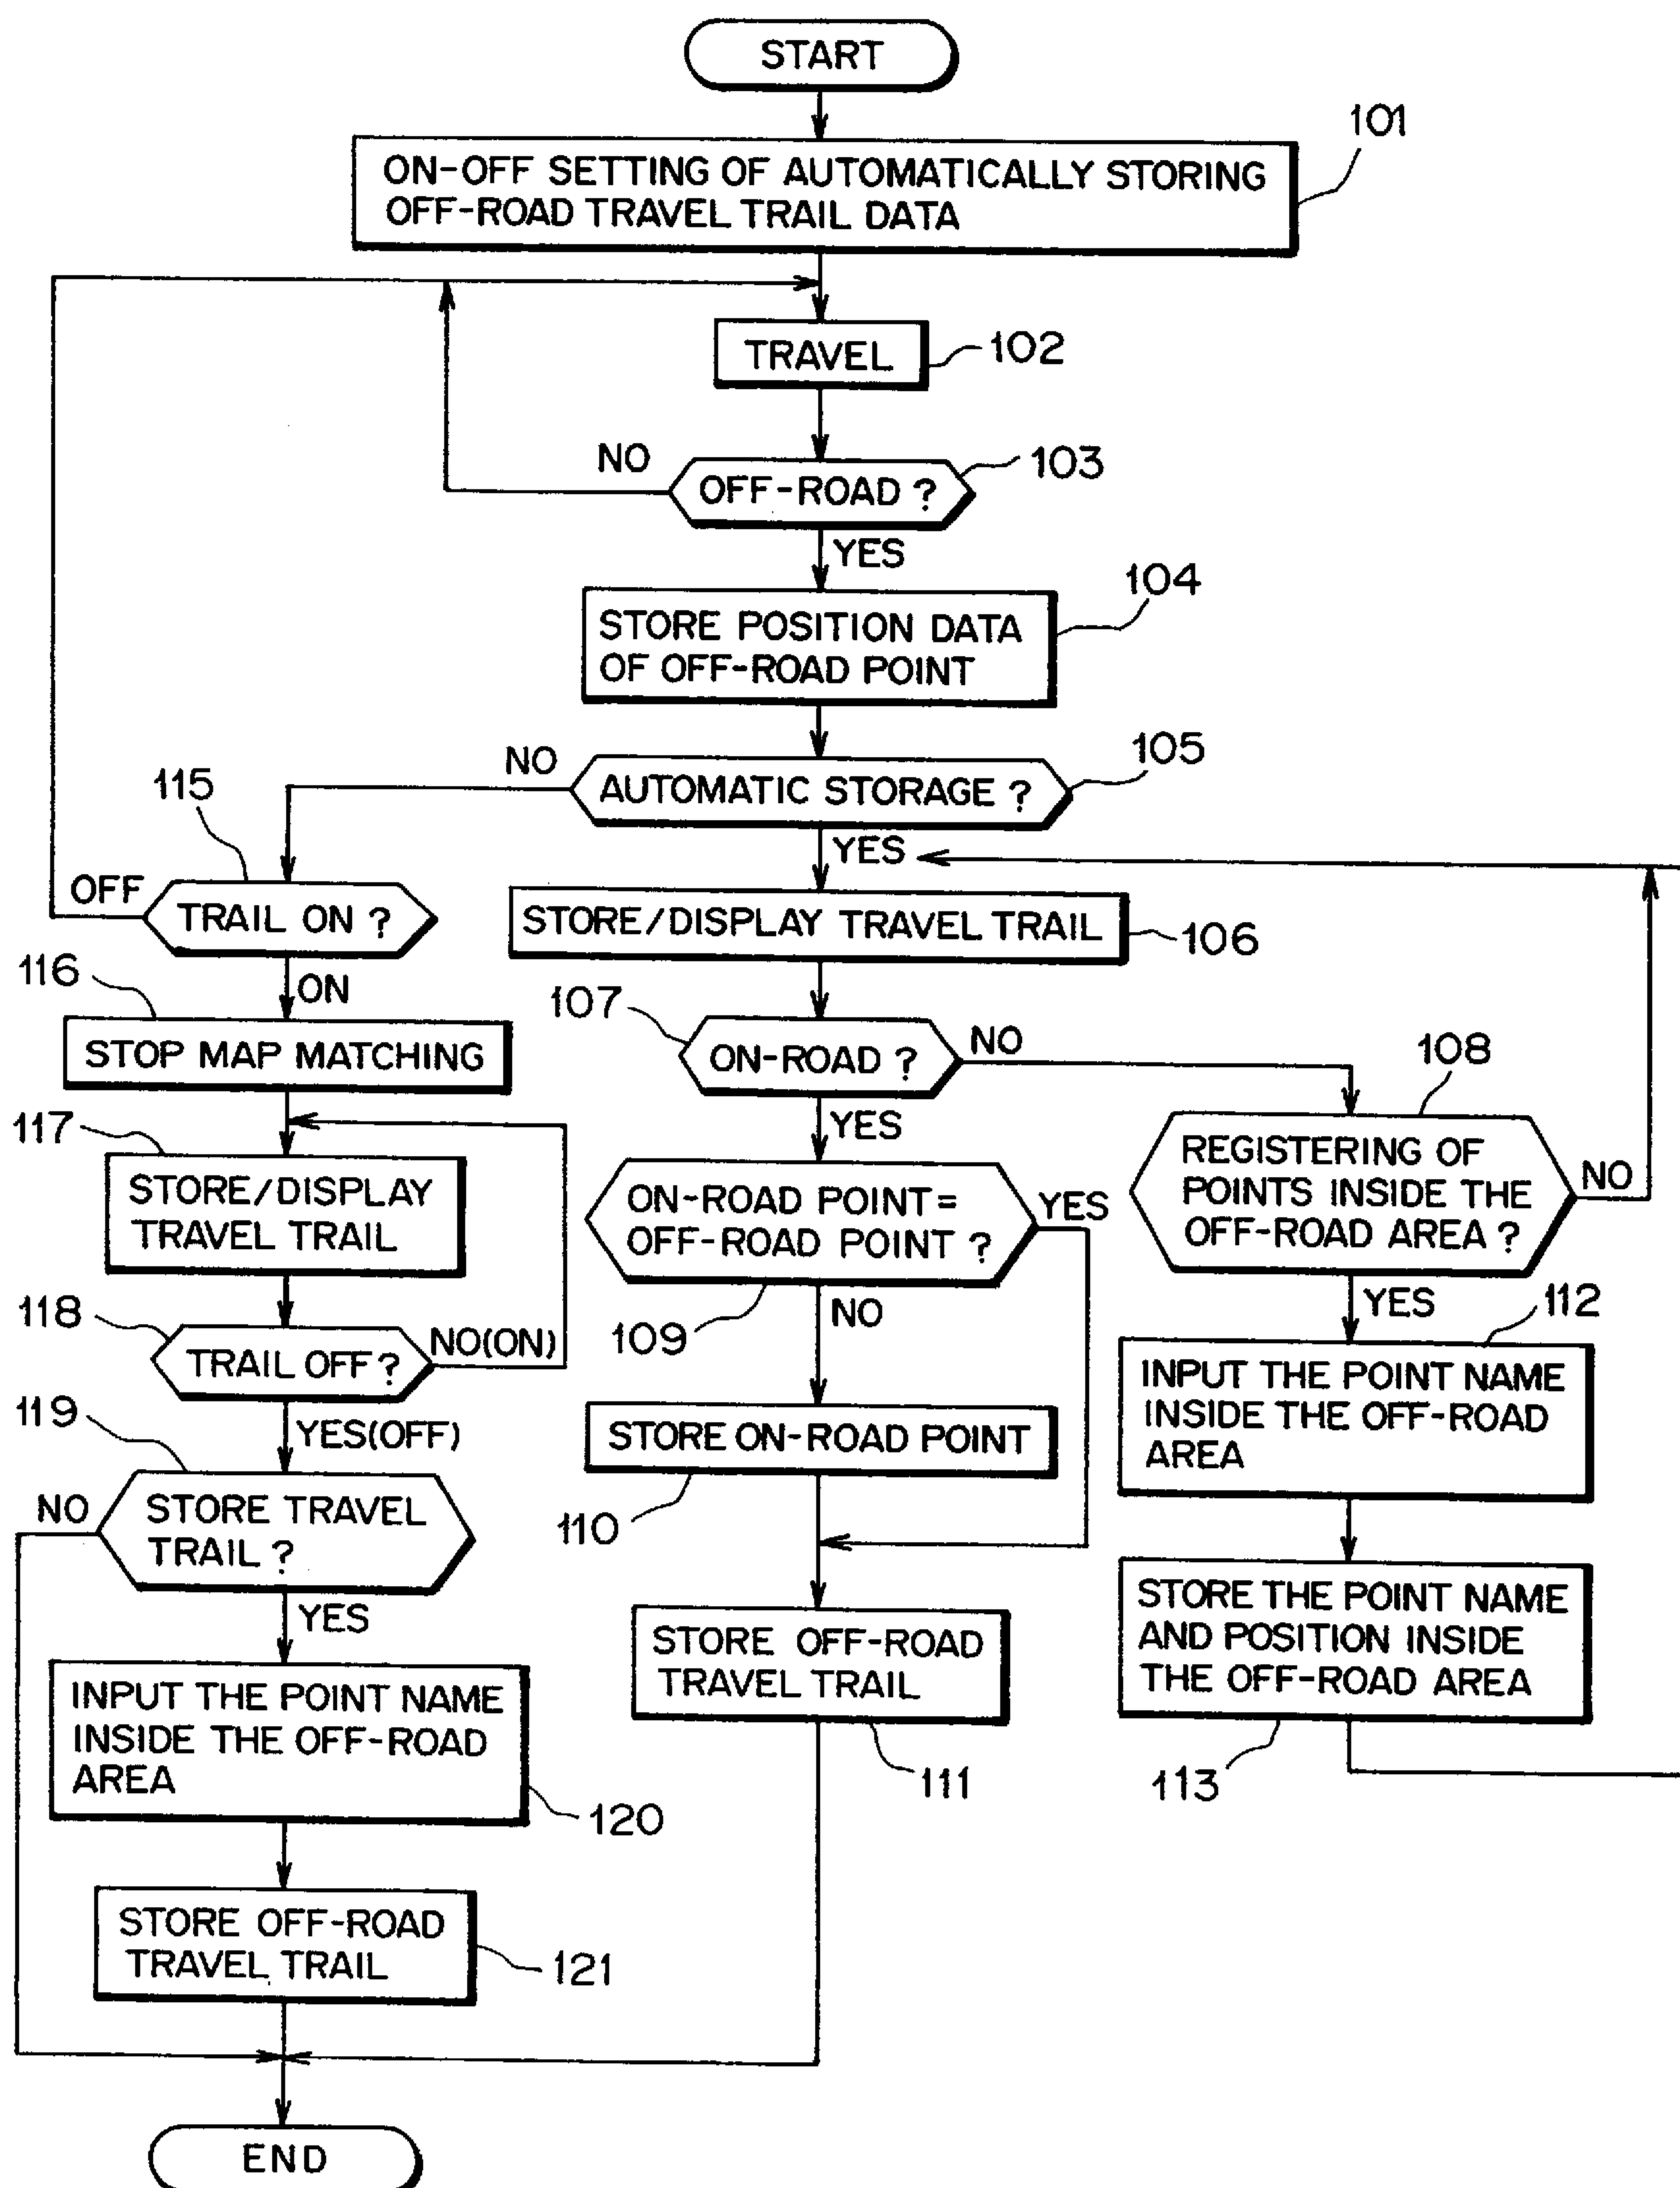 START
101
ON-OFF SETTING OF AUTOMATICALLY STORING
OFF-ROAD TRAVEL TRAIL DATA
TRAVEL
102
NO
OFF-ROAD ?
103
YES
104
STORE POSITION DATA
OF OFF-ROAD POINT
NO
AUTOMATIC STORAGE ?
105
115
YES
OFF
TRAIL ON ?
STORE/DISPLAY TRAVEL TRAIL
106
116
ON
107
ON-ROAD ?
NO
108
STOP MAP MATCHING
YES
117
STORE/DISPLAY
TRAVEL TRAIL
ON-ROAD POINT =
OFF-ROAD POINT ?
YES
REGISTERING OF
POINTS INSIDE THE
OFF-ROAD AREA ?
NO
118
TRAIL OFF ?
NO(ON)
109
NO
YES
112
119
YES(OFF)
STORE ON-ROAD POINT
110
INPUT THE POINT NAME
INSIDE THE OFF-ROAD
AREA
NO
STORE TRAVEL
TRAIL ?
YES
STORE OFF-ROAD
TRAVEL TRAIL
111
STORE THE POINT NAME
AND POSITION INSIDE
THE OFF-ROAD AREA
113
INPUT THE POINT NAME
INSIDE THE OFF-ROAD
AREA
120
STORE OFF-ROAD
TRAVEL TRAIL
121
END